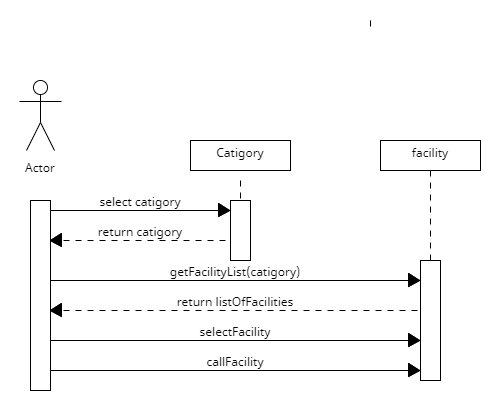 Catigory
facility
Actor
select catigory
return catigory
getFacilityList(catigory)
return listOfFacilities
selectFacility
callFacility